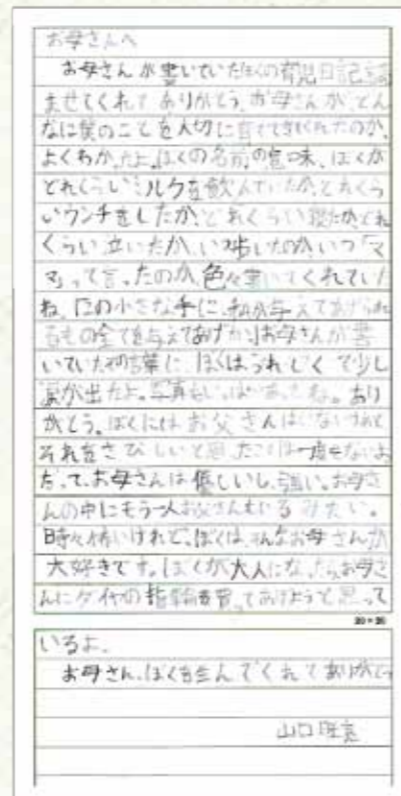 お母さんへ
お母さんが書いていたぼくの育児日記読
ませてくれてありがとう。お母さんが、どん
なに僕のことを大切に育ててきてくれたのか、
よくわかったよ。ぼくの名前の意味、ぼくが
どれくらいミルクを飲んでいたか、どれくら
いウンチをしたか、どれくらい寝たか、どれ
くらい泣いたか、いつ歩いたのか、いつ「マ
マ」って言ったのか、色々書いてくれていた
ね。「この小さな手に、私が与えてあげられ
るもの全てを与えてあげたい」お母さんが書
いていたその言葉に、ぼくはうれしくて少し
涙が出たよ。写真もいっぱいあったね。あり
がとう。ぼくにはお父さんはいないけれど
それをさびしいと思ったことは一度もないよ
だって、お母さんは優しいし、強い。お母さ
んの中にもう一人お父さんもいるみたい。
時々怖いけれど、ぼくは、そんなお母さんが
大好きです。ぼくが大人になったら、お母さ
んにダイヤの指輪を買ってあげようと思って
20×20
いるよ。
お母さん、ぼくを生んでくれてありがとう
山口